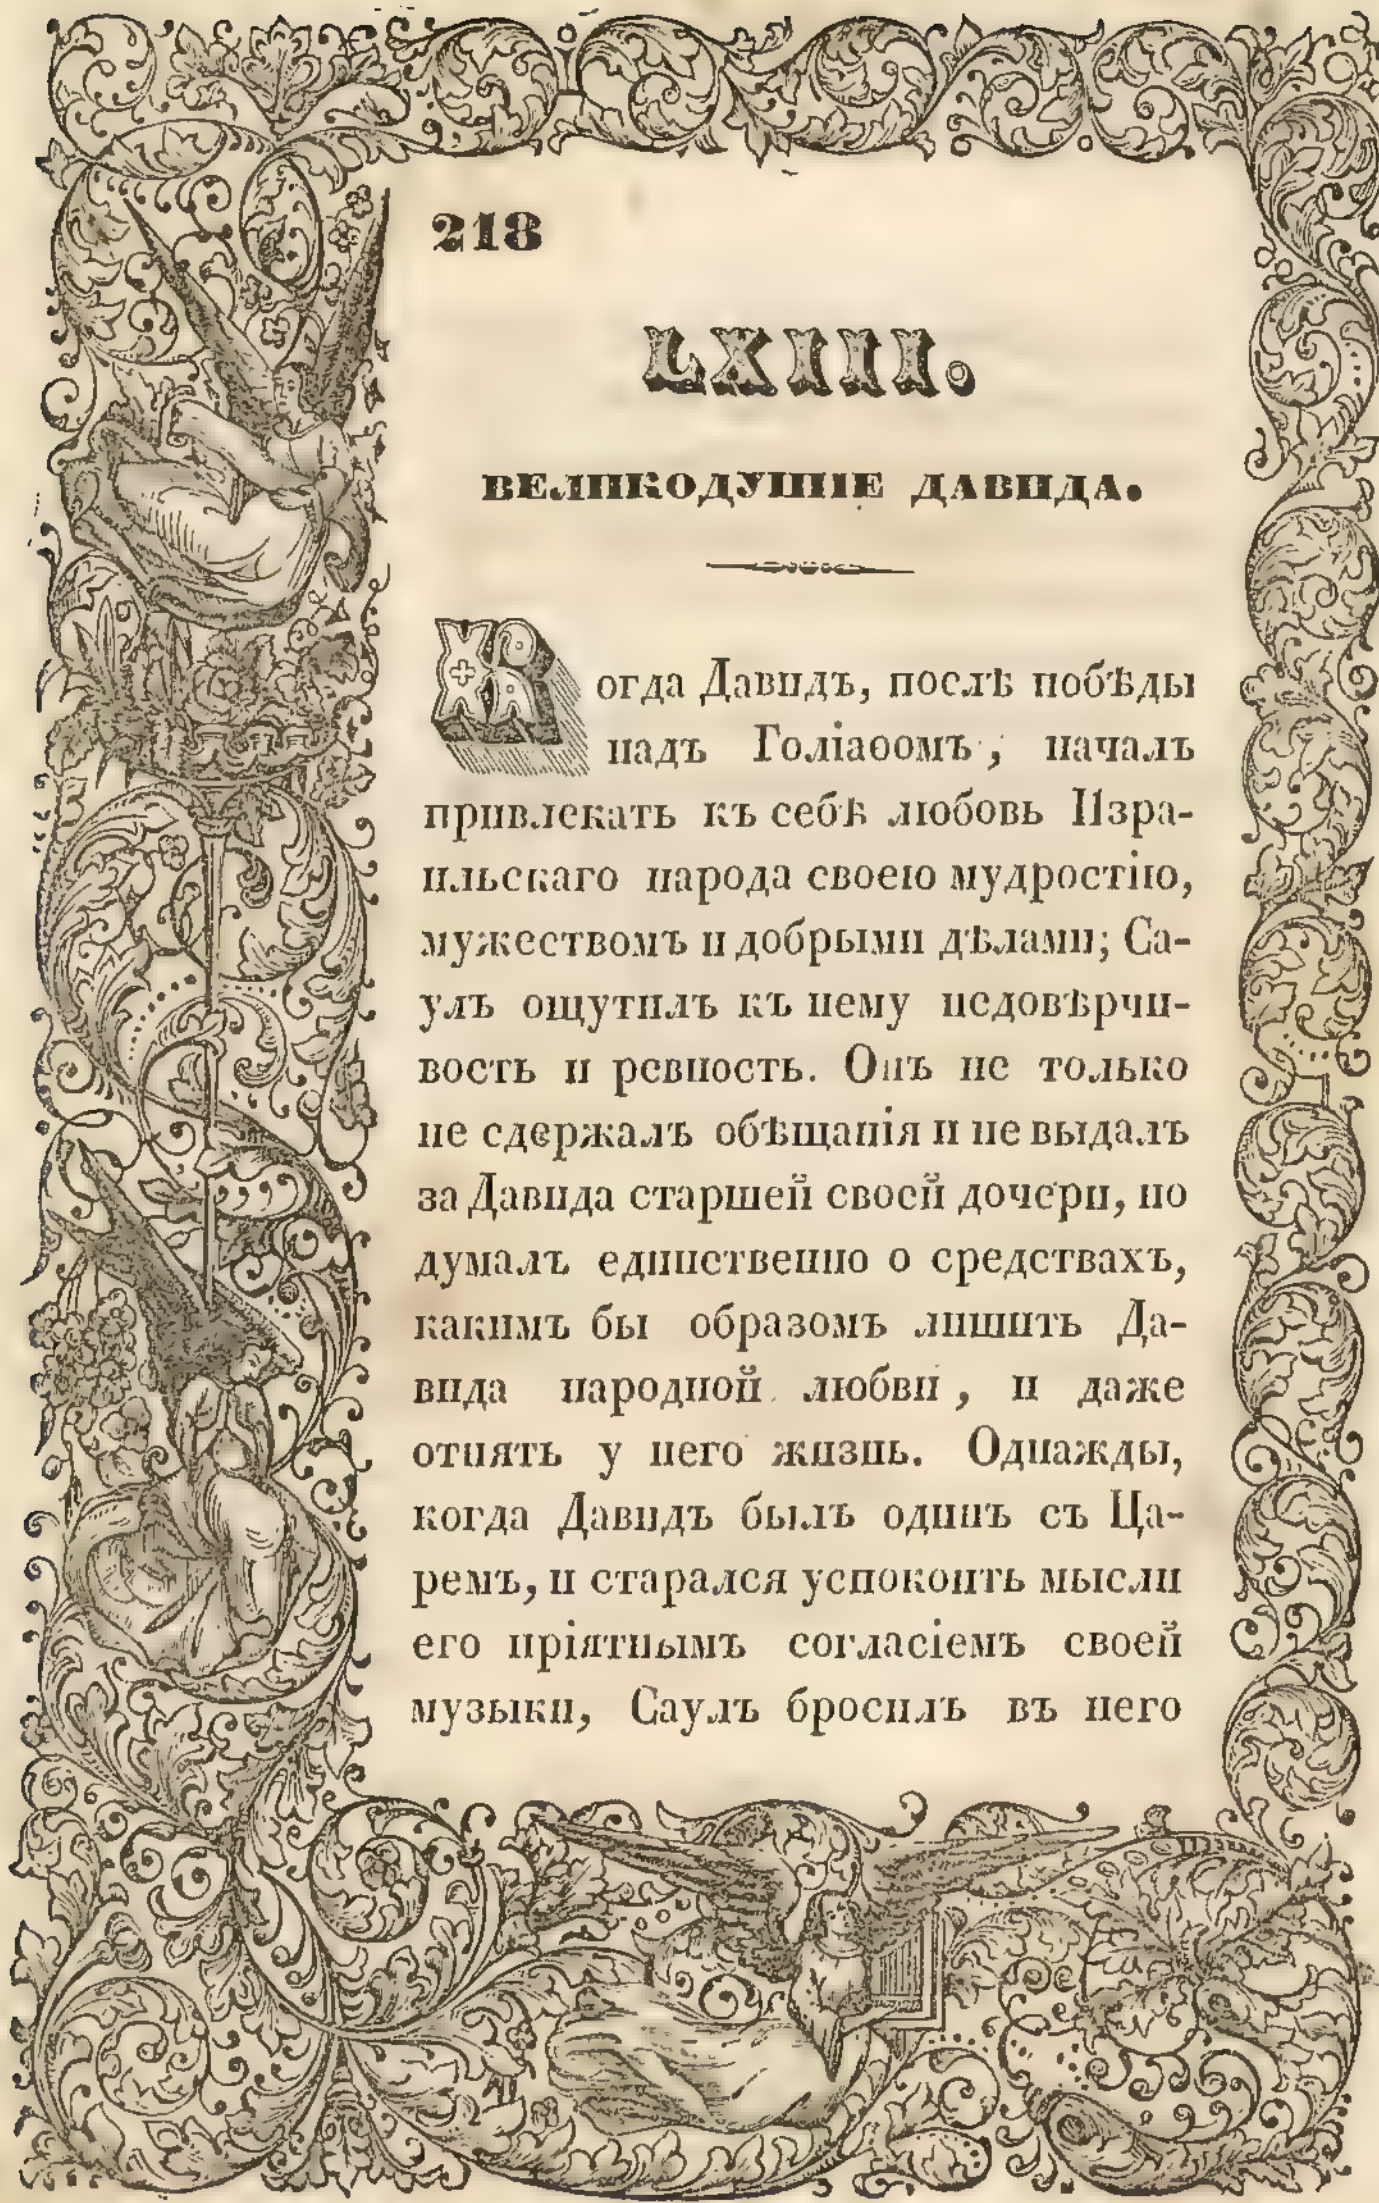 218
LXIII.
ВЕЛИКОДУШІЕ ДАВИДА.
Когда Давидъ, послѣ побѣды
надъ Голіаѳомъ, началъ
привлекать къ себѣ любовь Изра-
ильскаго народа своею мудростію,
мужествомъ и добрыми дѣлами; Са-
улъ ощутилъ къ нему недовѣрчи-
вость и ревность. Онъ не только
не сдержалъ обѣщанія и не выдалъ
за Давида старшей своей дочери, но
думалъ единственно о средствахъ,
какимъ бы образомъ лишить Да-
вида народной любви, и даже
отнять у него жизнь. Однажды,
когда Давидъ былъ одинъ съ Ца-
ремъ, и старался успокоить мысли
его пріятнымъ согласіемъ своей
музыки, Саулъ бросилъ въ него